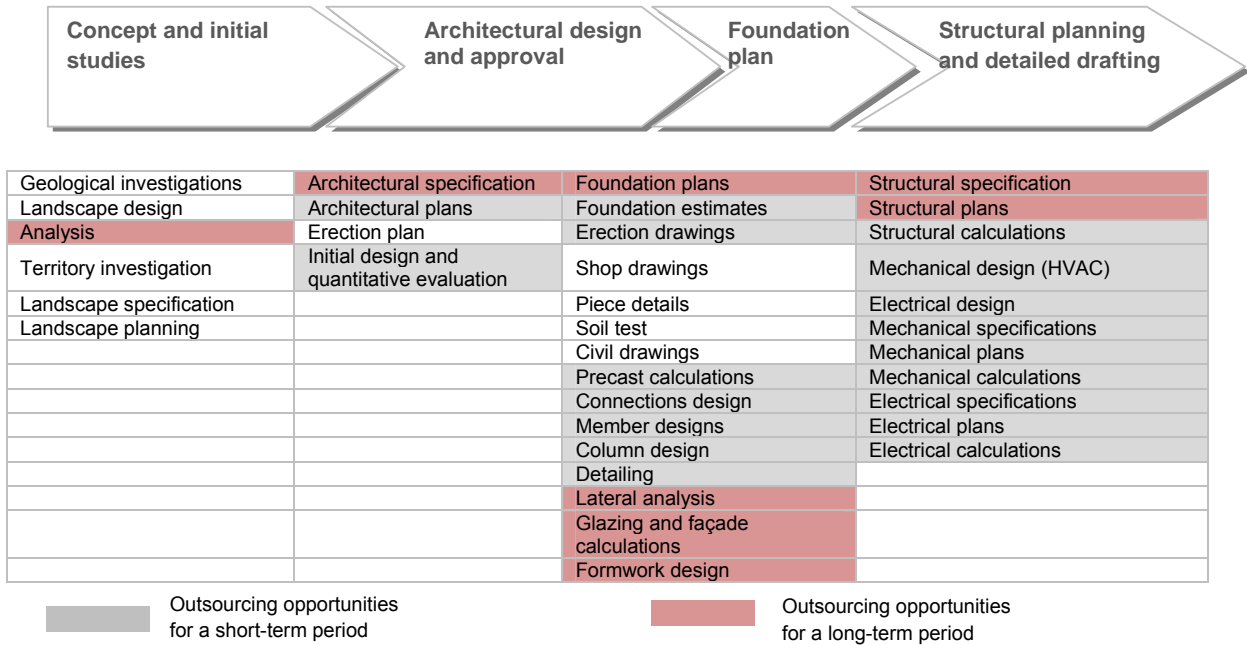 Concept and initial
studies
Architectural design
and approval
Foundation
plan
Structural planning
and detailed drafting
Geological investigations
Architectural specification
Foundation plans
Structural specification
Landscape design
Architectural plans
Foundation estimates
Structural plans
Analysis
Erection plan
Erection drawings
Structural calculations
Territory investigation
Initial design and
quantitative evaluation
Shop drawings
Mechanical design (HVAC)
Landscape specification
Piece details
Electrical design
Landscape planning
Soil test
Mechanical specifications
Civil drawings
Mechanical plans
Precast calculations
Mechanical calculations
Connections design
Electrical specifications
Member designs
Electrical plans
Column design
Electrical calculations
Detailing
Lateral analysis
Glazing and façade
calculations
Formwork design
Outsourcing opportunities
for a short-term period
Outsourcing opportunities
for a long-term period